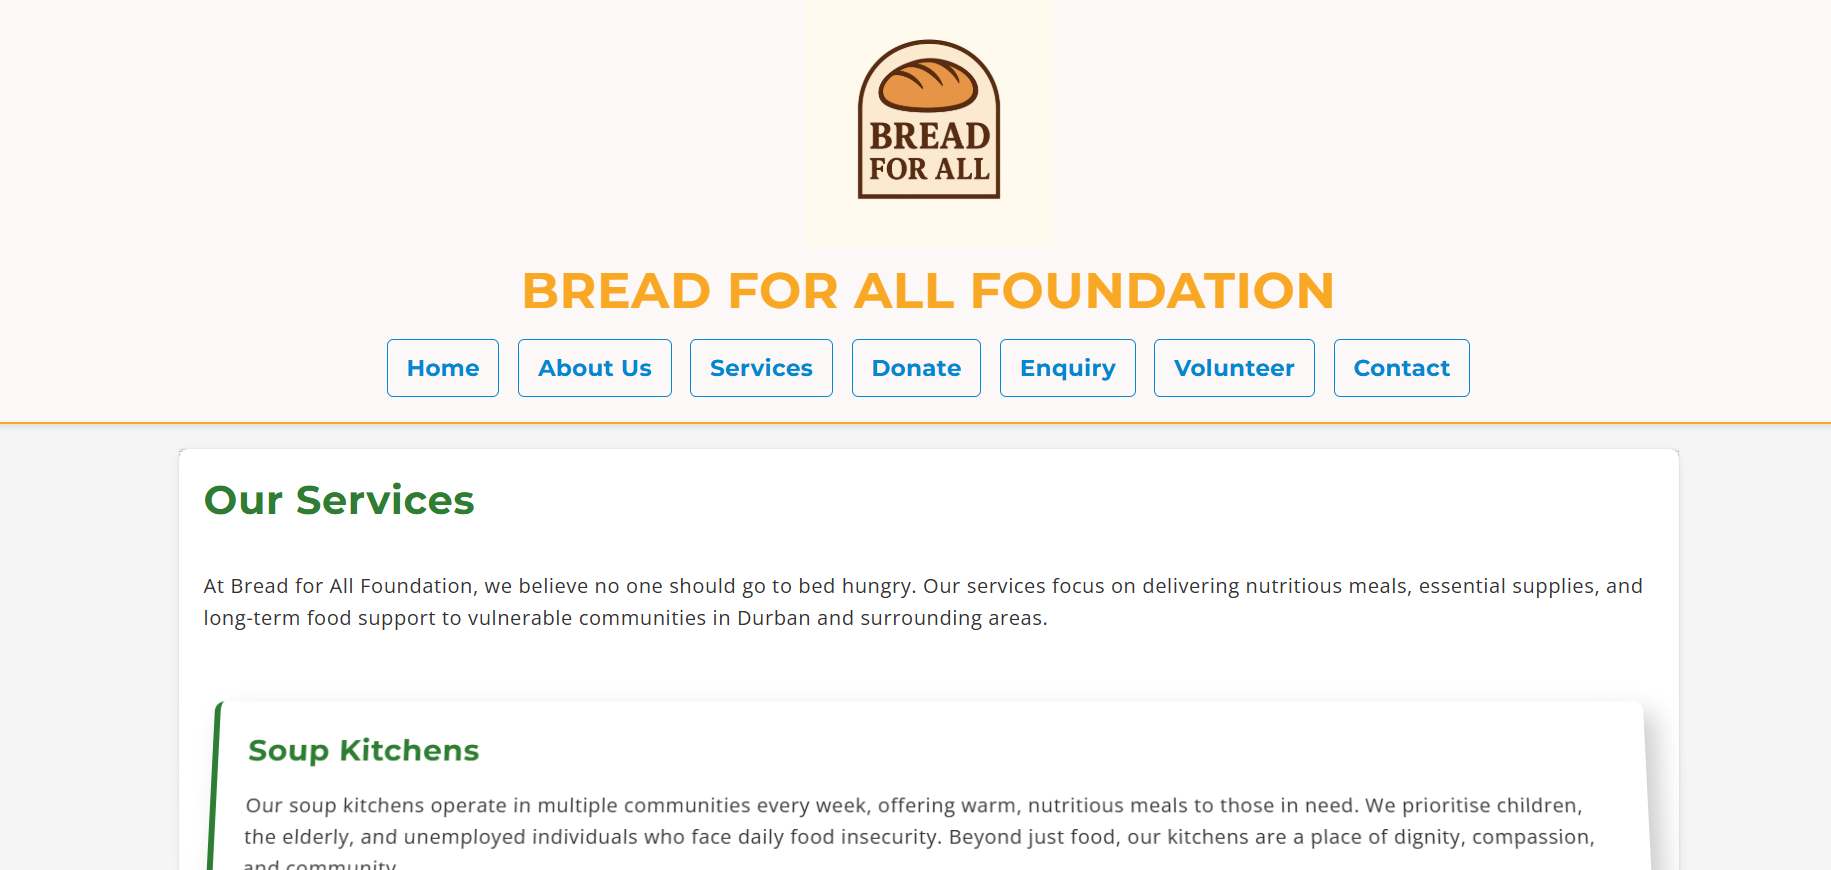 BREAD
FOR ALL
BREAD FOR ALL FOUNDATION
Home About Us Services Donate Enquiry Volunteer Contact
Our Services
At Bread for All Foundation, we believe no one should go to bed hungry. Our services focus on delivering nutritious meals, essential supplies, and
long-term food support to vulnerable communities in Durban and surrounding areas.
Soup Kitchens
Our soup kitchens operate in multiple communities every week, offering warm, nutritious meals to those in need. We prioritise children,
the elderly, and unemployed individuals who face daily food insecurity. Beyond just food, our kitchens are a place of dignity, compassion,
and community.